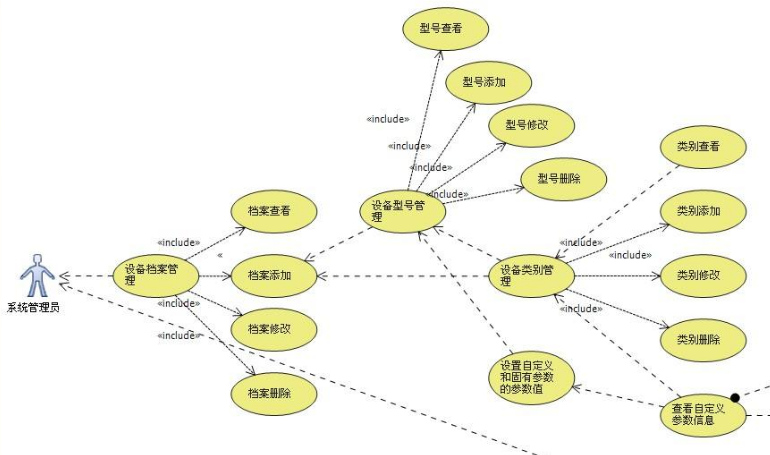 型号查看
型号添加
«include»
型号修改
«include»
类别查看
«include»
型号删除
«include»
设备型号管
理
档案查看
类别添加
«include»
«
«include»
«include»
设备档案管
理
档案添加
设备类别管
理
类别修改
系统管理员
«include»
«include»
档案修改
«include»
类别删除
设置自定义
和固有参数
的参数值
档案删除
查看自定义
参数信息